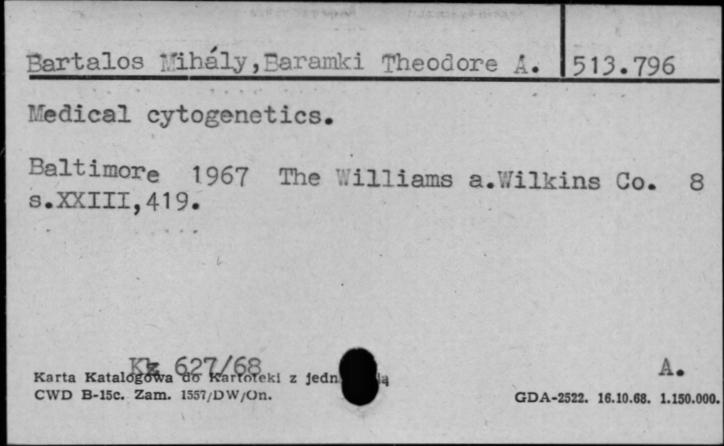 Bartalos Mihály,Baramki Theodore A. 513.796
Medical cytogenetics.
Baltimore 1967 The Williams a.Wilkins Co. 8
s.XXIII,419.
Kk 627/68 A.
Karta Katalogowa do Kartoteki z jedn
CWD B-15c. Zam. 1557/DW/On. GDA-2522. 16.10.68. 1.150.000.